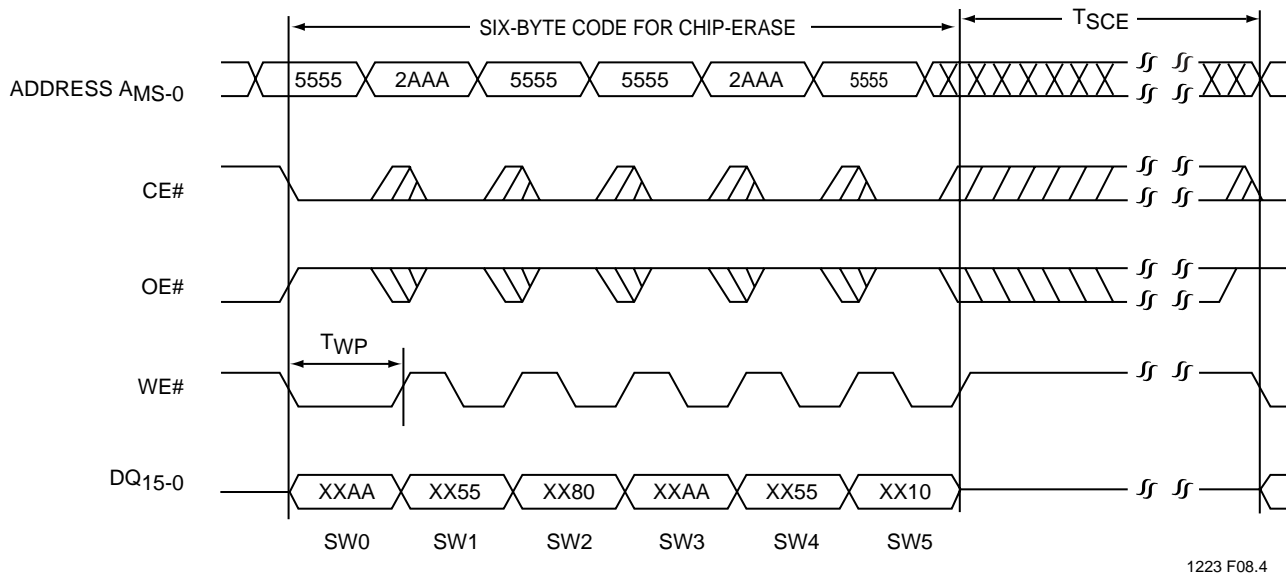 SIX-BYTE CODE FOR CHIP-ERASE
TSCE
ADDRESS AMS-0
5555 2AAA 5555 5555 2AAA 5555
CE#
OE#
TWP
WE#
DQ15-0
XXAA XX55 XX80 XXAA XX55 XX10
SW0 SW1 SW2 SW3 SW4 SW5
1223 F08.4